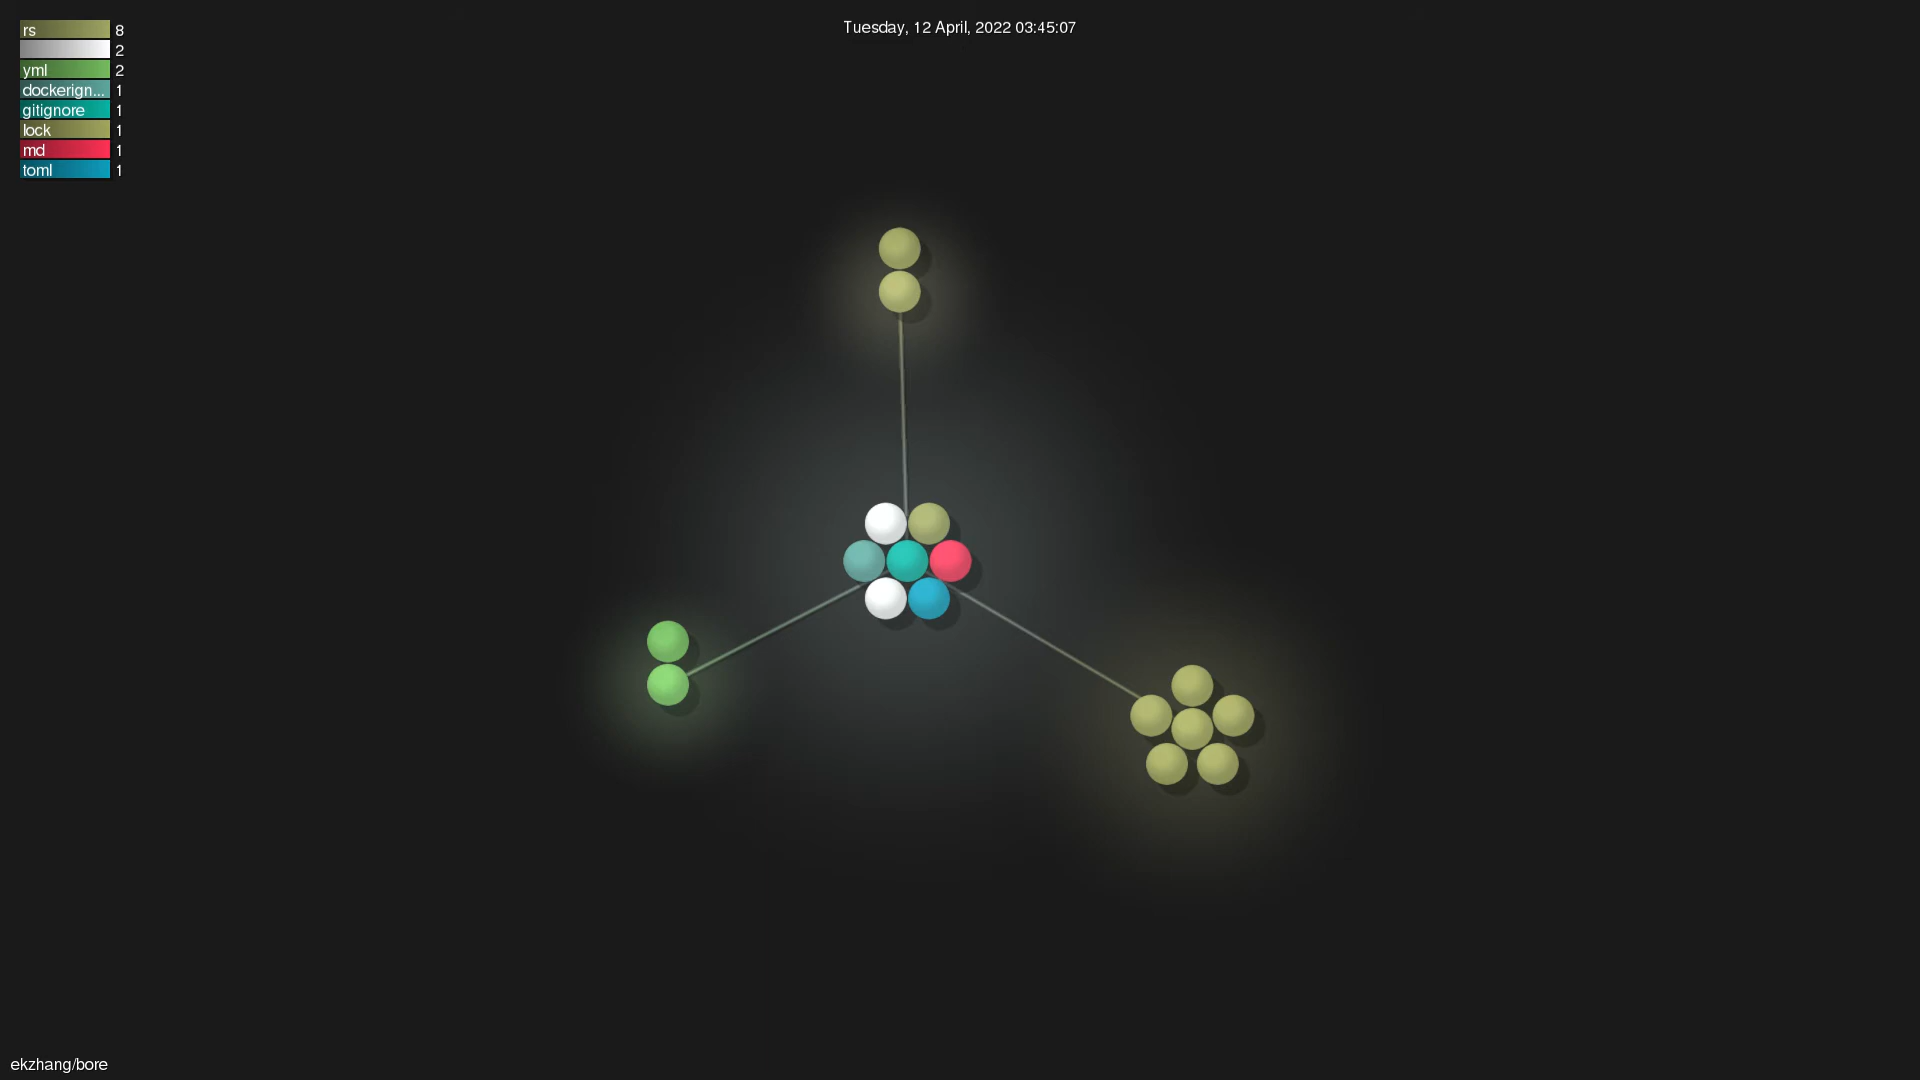 Tuesday, 12 April, 2022 03:45:07
rs 8
2
yml 2
dockerign... 1
gitignore 1
lock 1
md 1
toml 1
ekzhang/bore